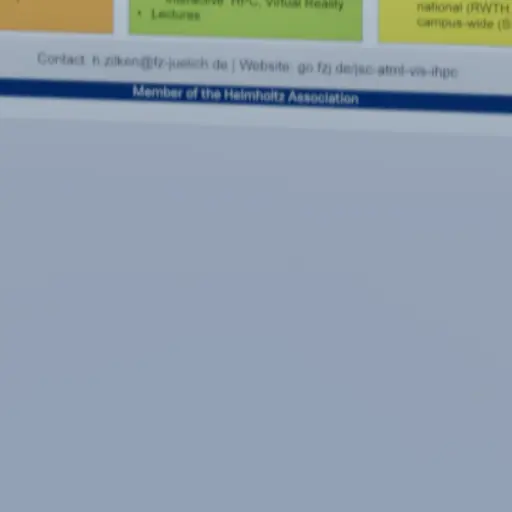 Interactive HPC, Virtual Reality
• Lectures
national (RWTH
campus-wide (S
Contact: h.zilken@fz-juelich.de | Website: go.fzj.de/jsc-atml-vis-ihpc
Member of the Helmholtz Association